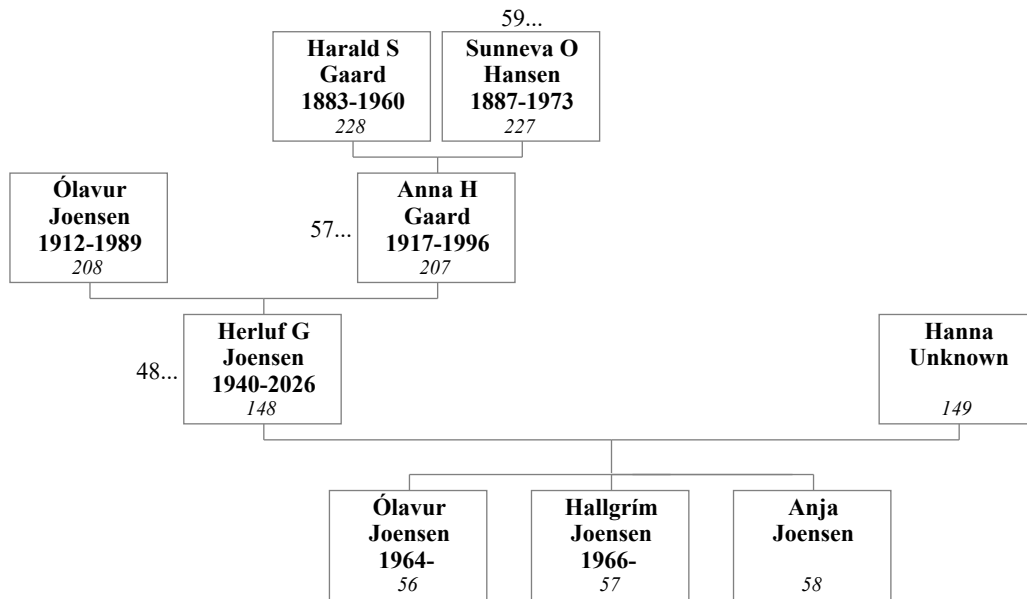 59...
Harald S
Gaard
1883-1960
228
Sunneva O
Hansen
1887-1973
227
Ólavur
Joensen
1912-1989
208
57...
Anna H
Gaard
1917-1996
207
48...
Herluf G
Joensen
1940-2026
148
Hanna
Unknown
149
Ólavur
Joensen
1964-
56
Hallgrím
Joensen
1966-
57
Anja
Joensen
58